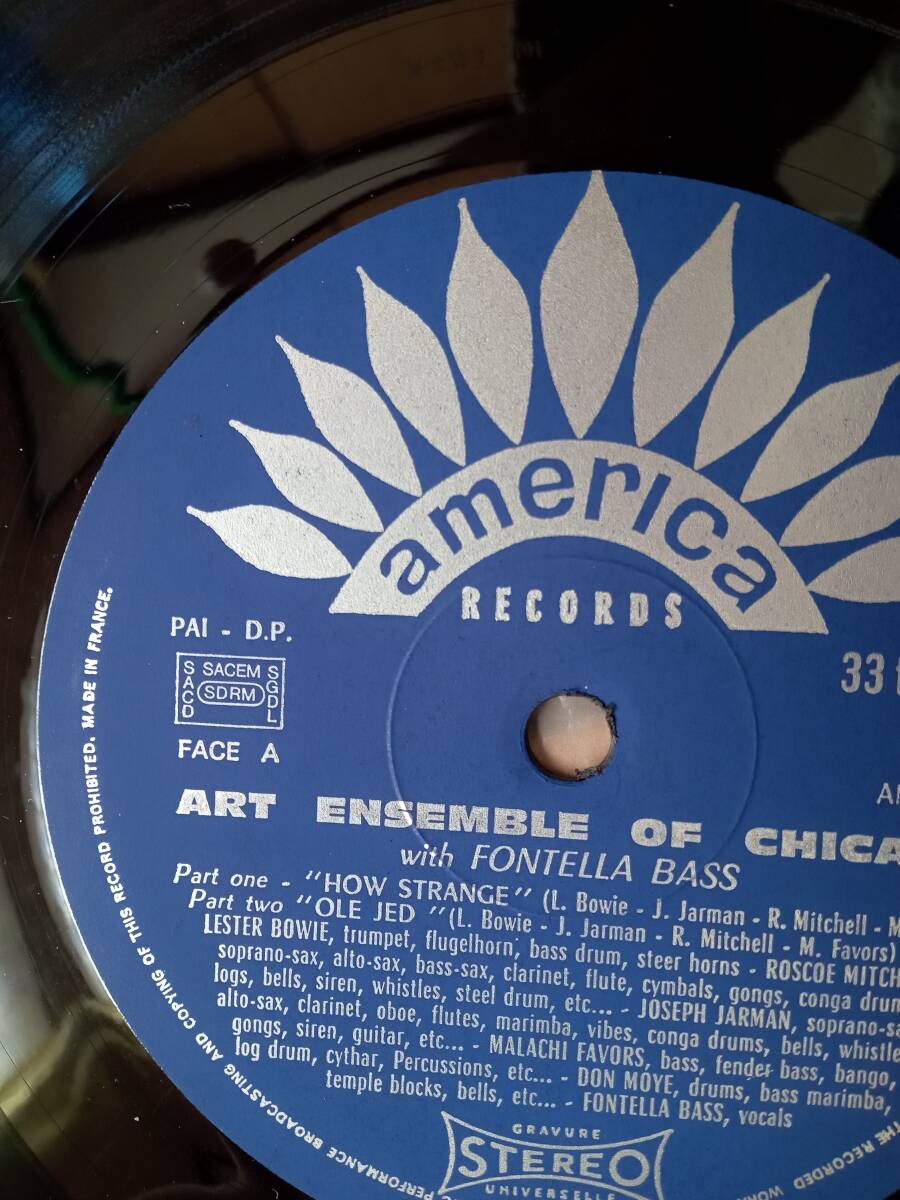 america
RECORDS
PAI - D.P.
33
SACEM
SACD
SDRM
SGDL
FACE A
ART ENSEMBLE OF CHICA
with FONTELLA BASS
Part one - "HOW STRANGE" (L. Bowie - J. Jarman - R. Mitchell - M
Part two "OLE JED " (L. Bowie - J. Jarman - R. Mitchell - M. Favors)
LESTER BOWIE, trumpet, flugelhorn, bass drum, steer horns - ROSCOE MITCH
soprano-sax, alto-sax, bass-sax, clarinet, flute, cymbals, gongs, conga drum
logs, bells, siren, whistles, steel drum, etc... - JOSEPH JARMAN, soprano-sa
alto-sax, clarinet, oboe, flutes, marimba, vibes, conga drums, bells, whistle
gongs, siren, guitar, etc... - MALACHI FAVORS, bass, fender bass, bango,
log drum, cythar, Percussions, etc... - DON MOYE, drums, bass marimba,
temple blocks, bells, etc... - FONTELLA BASS, vocals
GRAVURE
STEREO
UNIVERSELLE
THE RECORDED WOR
PERFORMANCE BROADCASTING AND COPYING OF THIS RECORD PROHIBITED. MADE IN FRANCE.